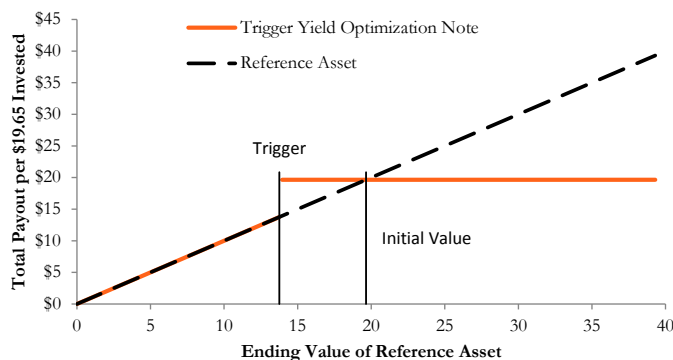 $45
$40
$35
$30
$25
$20
$15
$10
$5
$0
Total Payout per $19.65 Invested
Trigger Yield Optimization Note
Reference Asset
Trigger
Initial Value
0 5 10 15 20 25 30 35 40
Ending Value of Reference Asset